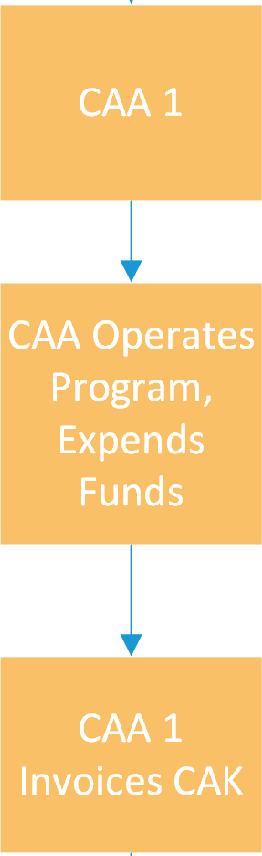 CAA 1
CAA Operates
Program,
Expends
Funds
CAA 1
Invoices CAK